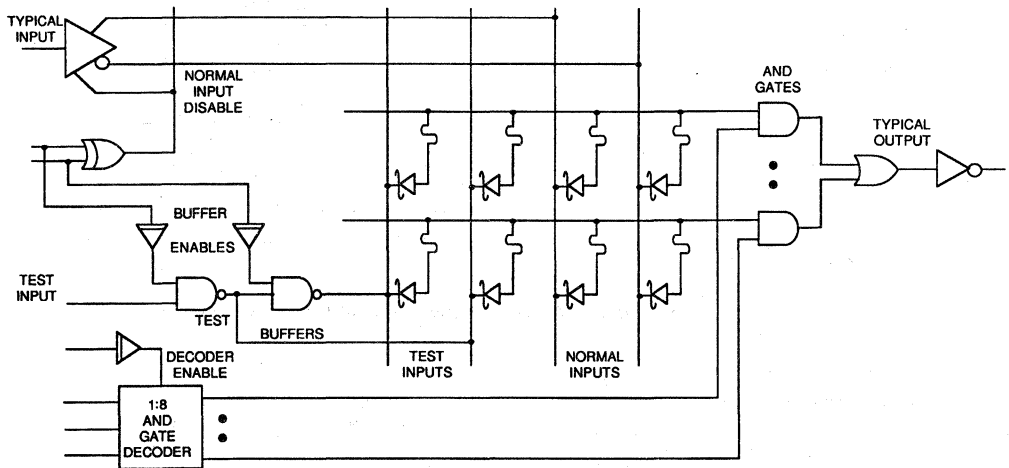 TYPICAL
INPUT
NORMAL
INPUT
DISABLE
AND
GATES
TYPICAL
OUTPUT
BUFFER
ENABLES
TEST
INPUT
TEST
BUFFERS
DECODER
ENABLE
TEST
INPUTS
NORMAL
INPUTS
1:8
AND
GATE
DECODER